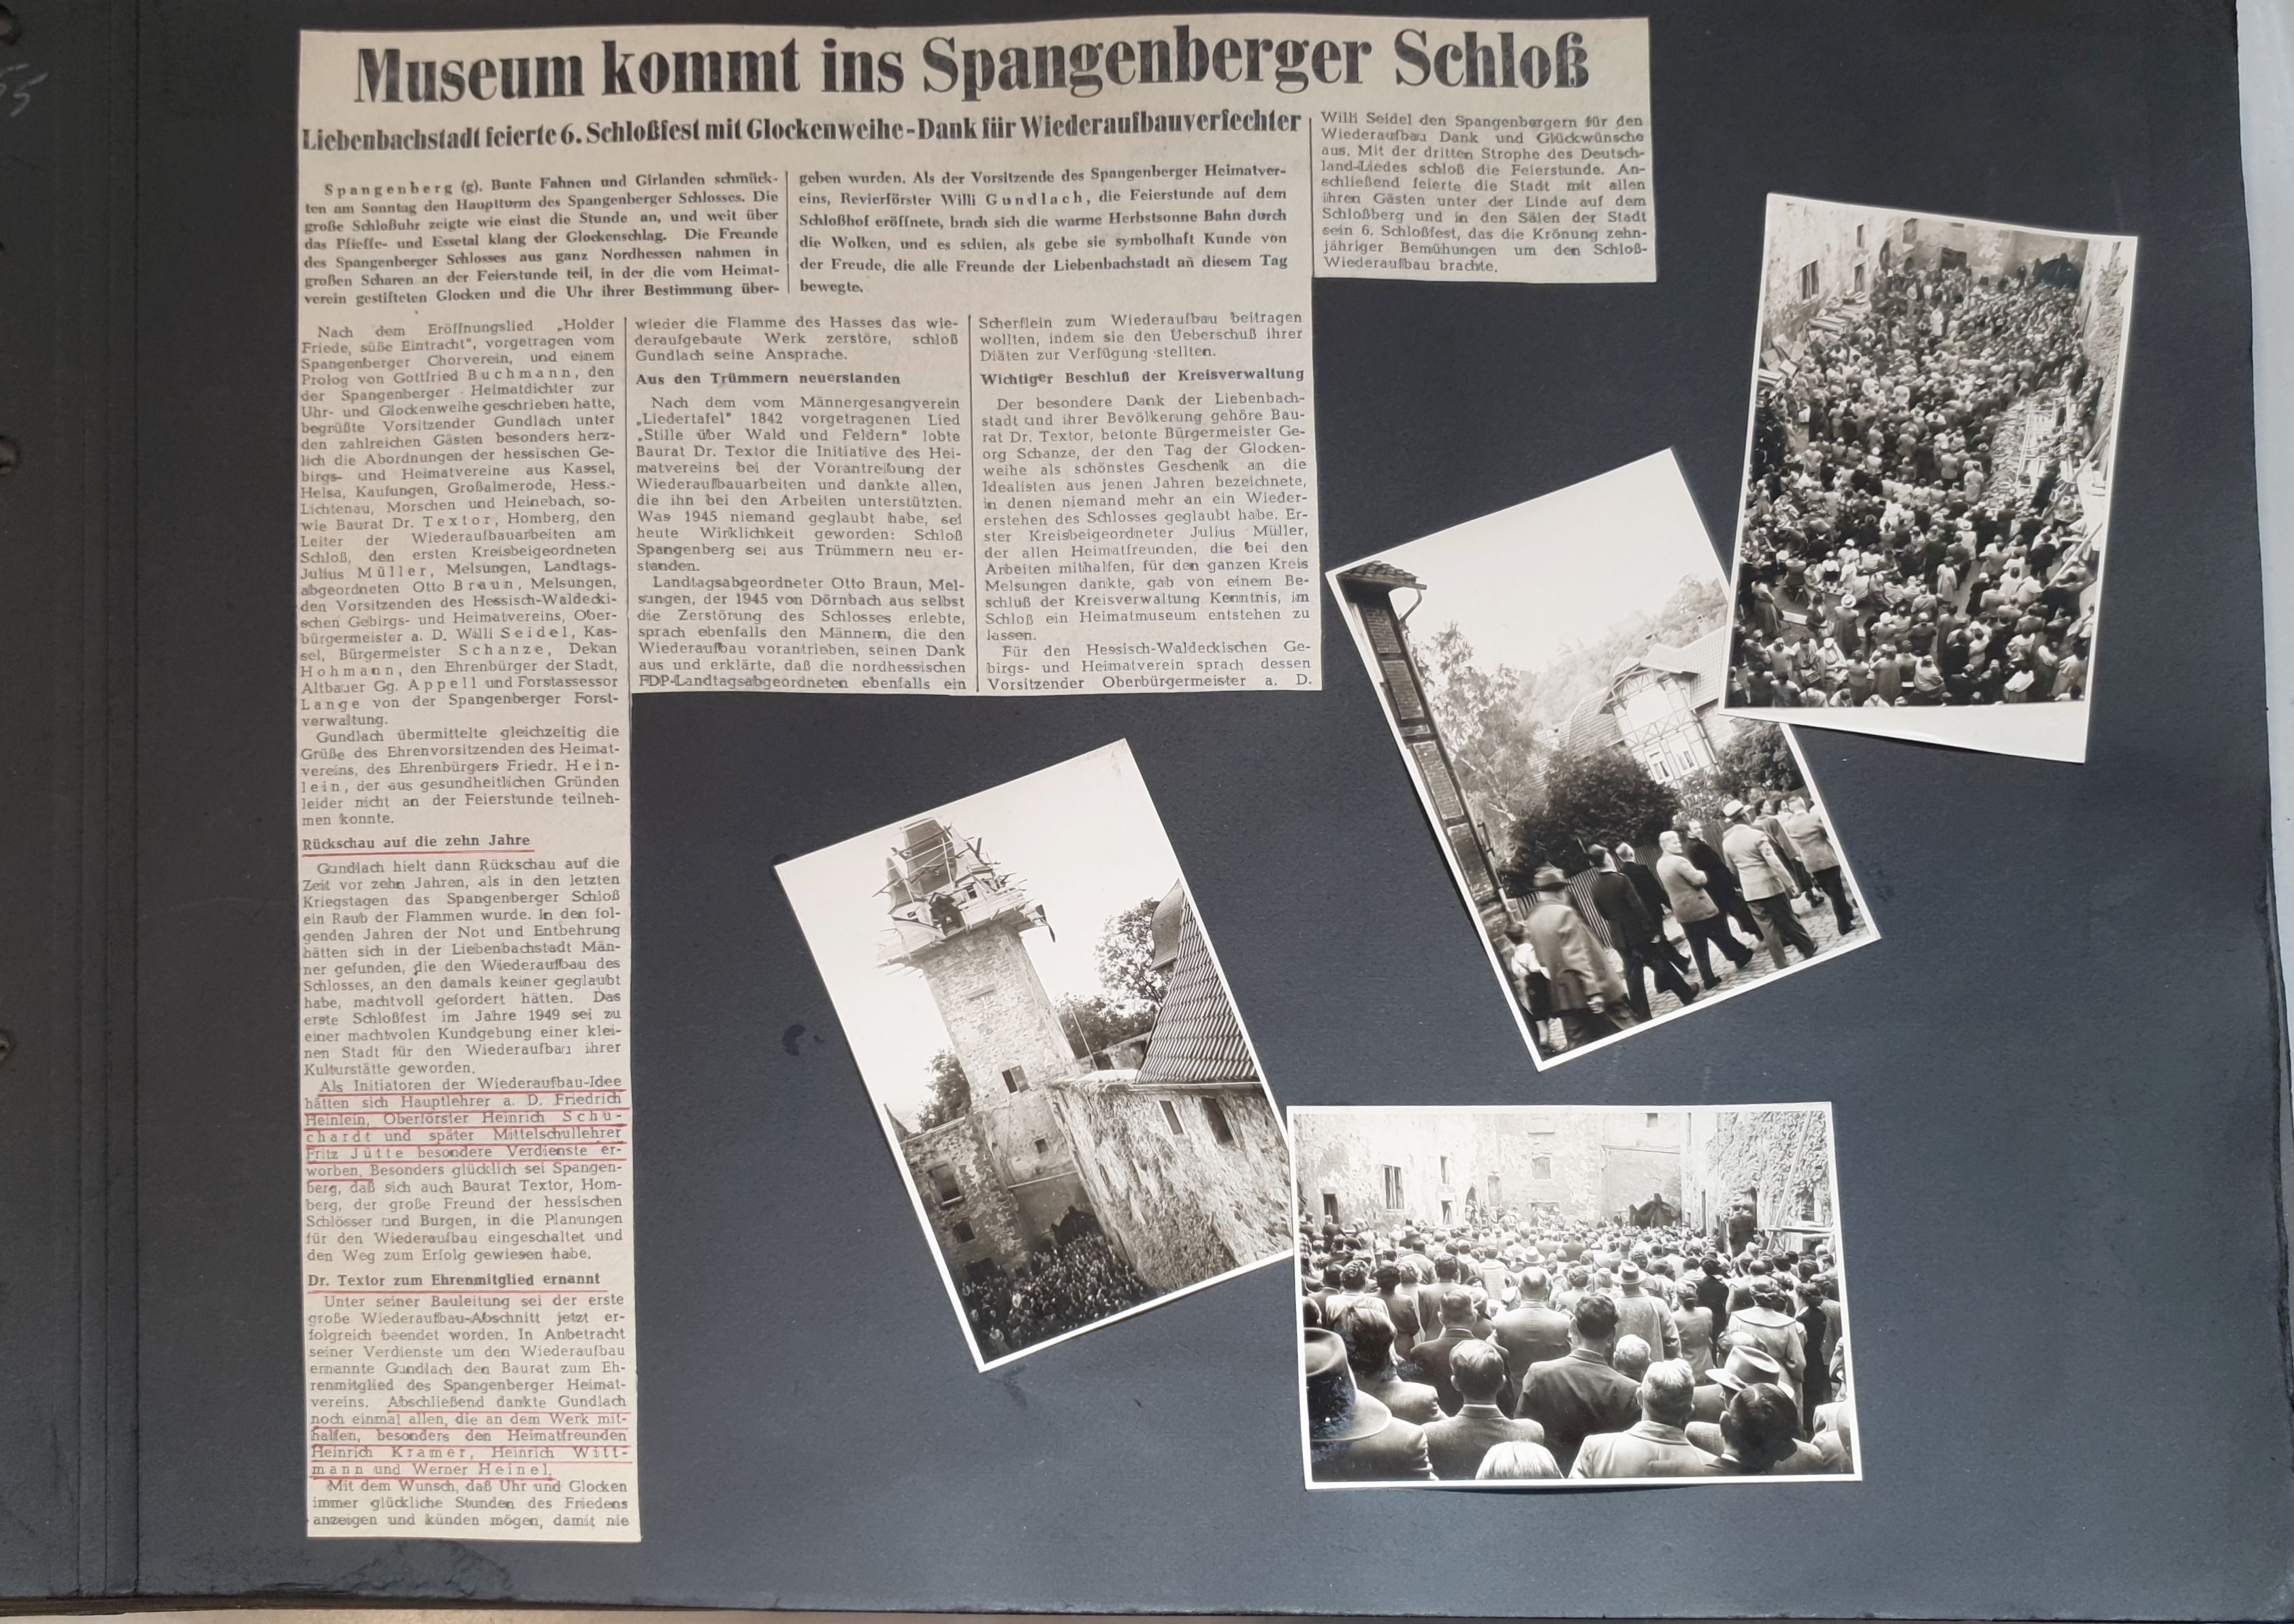 55
Museum kommt ins Spangenberger Schloß
Liebenbachstadt feierte 6. Schloßfest mit Glockenweihe - Dank für Wiederaufbauverfechter
Spangenberg (g). Bunte Fahnen und Girlanden schmück-
ten am Sonntag den Hauptturm des Spangenberger Schlosses. Die
große Schloßuhr zeigte wie einst die Stunde an, und weit über
das Pfieffe- und Essetal klang der Glockenschlag. Die Freunde
des Spangenberger Schlosses aus ganz Nordhessen nahmen in
großen Scharen an der Feierstunde teil, in der die vom Heimat-
verein gestifteten Glocken und die Uhr ihrer Bestimmung über-
geben wurden. Als der Vorsitzende des Spangenberger Heimatver-
eins, Revierförster Willi Gundlach, die Feierstunde auf dem
Schloßhof eröffnete, brach sich die warme Herbstsonne Bahn durch
die Wolken, und es schien, als gebe sie symbolhaft Kunde von
der Freude, die alle Freunde der Liebenbachstadt an diesem Tag
bewegte.
Nach dem Eröffnungslied „Holder
Friede, süße Eintracht", vorgetragen vom
Spangenberger Chorverein, und einem
Prolog von Gottfried Buchmann, den
der Spangenberger Heimatdichter zur
Uhr- und Glockenweihe geschrieben hatte,
begrüßte Vorsitzender Gundlach unter
den zahlreichen Gästen besonders herz-
lich die Abordnungen der hessischen Ge-
birgs- und Heimatvereine aus Kassel,
Helsa, Kaufungen, Großalmerode, Hess.-
Lichtenau, Morschen und Heinebach, so-
wie Baurat Dr. Textor, Homberg, den
Leiter der Wiederaufbauarbeiten am
Schloß, den ersten Kreisbeigeordneten
Julius Müller, Melsungen, Landtags-
abgeordneten Otto Braun, Melsungen,
den Vorsitzenden des Hessisch-Waldecki-
schen Gebirgs- und Heimatvereins, Ober-
bürgermeister a. D. Willi Seidel, Kas-
sel, Bürgermeister Schanze, Dekan
Hohmann, den Ehrenbürger der Stadt,
Altbauer Gg. Appell und Forstassessor
Lange von der Spangenberger Forst-
verwaltung.
Gundlach übermittelte gleichzeitig die
Grüße des Ehrenvorsitzenden des Heimat-
vereins, des Ehrenbürgers Friedr. Hein-
lein, der aus gesundheitlichen Gründen
leider nicht an der Feierstunde teilneh-
men konnte.
Rückschau auf die zehn Jahre
Gundlach hielt dann Rückschau auf die
Zeit vor zehn Jahren, als in den letzten
Kriegstagen das Spangenberger Schloß
ein Raub der Flammen wurde. In den fol-
genden Jahren der Not und Entbehrung
hätten sich in der Liebenbachstadt Män-
ner gefunden, die den Wiederaufbau des
Schlosses, an den damals keiner geglaubt
habe, machtvoll gefordert hätten. Das
erste Schloßfest im Jahre 1949 sei zu
einer machtvollen Kundgebung einer klei-
nen Stadt für den Wiederaufbau ihrer
Kulturstätte geworden.
Als Initiatoren der Wiederaufbau-Idee
hätten sich Hauptlehrer a. D. Friedrich
Heinlein, Oberförster Heinrich Schu-
chardt und später Mittelschullehrer
Fritz Jütte besondere Verdienste er-
worben. Besonders glücklich sei Spangen-
berg, daß sich auch Baurat Textor, Hom-
berg, der große Freund der hessischen
Schlösser und Burgen, in die Planungen
für den Wiederaufbau eingeschaltet und
den Weg zum Erfolg gewiesen habe.
Dr. Textor zum Ehrenmitglied ernannt
Unter seiner Bauleitung sei der erste
große Wiederaufbau-Abschnitt jetzt er-
folgreich beendet worden. In Anbetracht
seiner Verdienste um den Wiederaufbau
ernannte Gundlach den Baurat zum Eh-
renmitglied des Spangenberger Heimat-
vereins. Abschließend dankte Gundlach
noch einmal allen, die an dem Werk mit-
halfen, besonders den Heimatfreunden
Heinrich Kramer, Heinrich Witt-
mann und Werner Heinel.
Mit dem Wunsch, daß Uhr und Glocken
immer glückliche Stunden des Friedens
anzeigen und künden mögen, damit nie
wieder die Flamme des Hasses das wie-
deraufgebaute Werk zerstöre, schloß
Gundlach seine Ansprache.
Aus den Trümmern neuerstanden
Nach dem vom Männergesangverein
„Liedertafel" 1842 vorgetragenen Lied
„Stille über Wald und Feldern" lobte
Baurat Dr. Textor die Initiative des Hei-
matvereins bei der Vorantreibung der
Wiederaufbauarbeiten und dankte allen,
die ihn bei den Arbeiten unterstützten.
Was 1945 niemand geglaubt habe, sei
heute Wirklichkeit geworden: Schloß
Spangenberg sei aus Trümmern neu er-
standen.
Landtagsabgeordneter Otto Braun, Mel-
sungen, der 1945 von Dörnbach aus selbst
die Zerstörung des Schlosses erlebte,
sprach ebenfalls den Männern, die den
Wiederaufbau vorantrieben, seinen Dank
aus und erklärte, daß die nordhessischen
FDP-Landtagsabgeordneten ebenfalls ein
Scherflein zum Wiederaufbau beitragen
wollten, indem sie den Ueberschuß ihrer
Diäten zur Verfügung stellten.
Wichtiger Beschluß der Kreisverwaltung
Der besondere Dank der Liebenbach-
stadt und ihrer Bevölkerung gehöre Bau-
rat Dr. Textor, betonte Bürgermeister Ge-
org Schanze, der den Tag der Glocken-
weihe als schönstes Geschenk an die
Idealisten aus jenen Jahren bezeichnete,
in denen niemand mehr an ein Wieder-
erstehen des Schlosses geglaubt habe. Er-
ster Kreisbeigeordneter Julius Müller,
der allen Heimatfreunden, die bei den
Arbeiten mithalfen, für den ganzen Kreis
Melsungen dankte, gab von einem Be-
schluß der Kreisverwaltung Kenntnis, im
Schloß ein Heimatmuseum entstehen zu
lassen.
Für den Hessisch-Waldeckischen Ge-
birgs- und Heimatverein sprach dessen
Vorsitzender Oberbürgermeister a. D.
Willi Seidel den Spangenbergern für den
Wiederaufbau Dank und Glückwünsche
aus. Mit der dritten Strophe des Deutsch-
land-Liedes schloß die Feierstunde. An-
schließend feierte die Stadt mit allen
ihren Gästen unter der Linde auf dem
Schloßberg und in den Sälen der Stadt
sein 6. Schloßfest, das die Krönung zehn-
jähriger Bemühungen um den Schloß-
Wiederaufbau brachte.